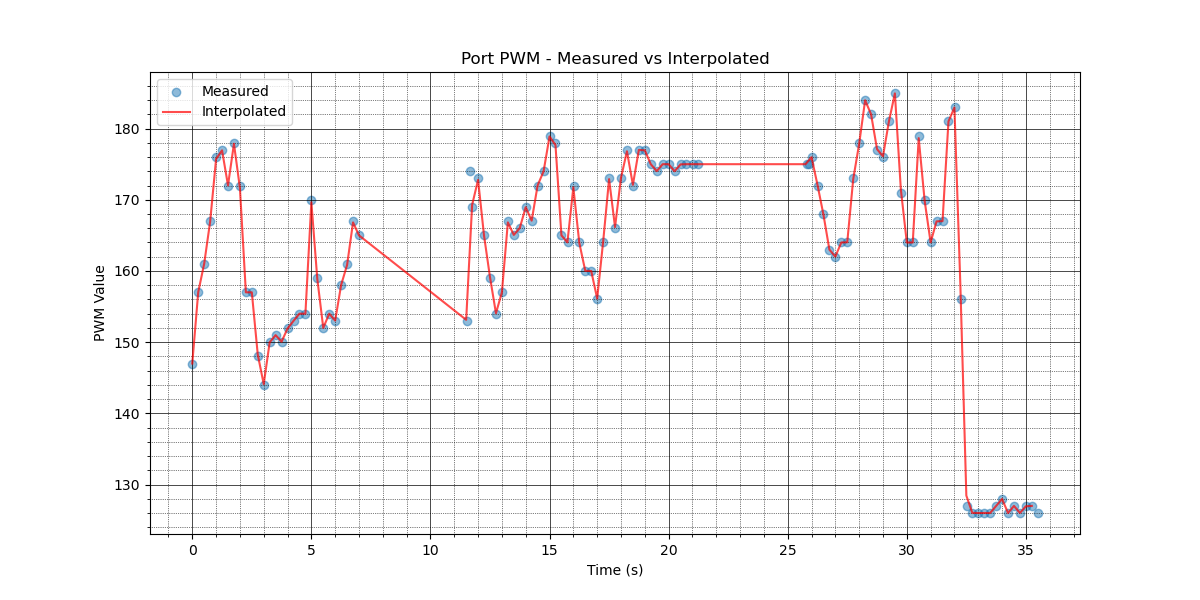 Port PWM - Measured vs Interpolated
Measured
Interpolated
PWM Value
180
170
160
150
140
130
0 5 10 15 20 25 30 35
Time (s)